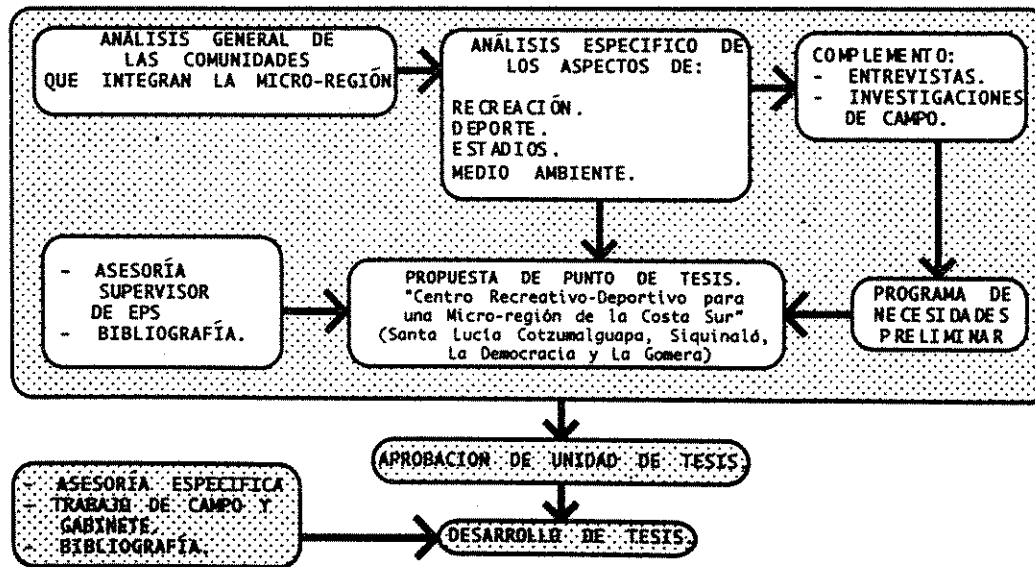 ANÁLISIS GENERAL DE
LAS COMUNIDADES
QUE INTEGRAN LA MICRO-REGIÓN
ANÁLISIS ESPECIFICO DE
LOS ASPECTOS DE:
RECREACIÓN.
DEPORTE.
ESTADIOS.
MEDIO AMBIENTE.
COMPLEMENTO:
- ENTREVISTAS.
- INVESTIGACIONES
DE CAMPO.
- ASESORÍA
SUPERVISOR
DE EPS
- BIBLIOGRAFÍA.
PROPUESTA DE PUNTO DE TESIS.
"Centro Recreativo-Deportivo para
una Micro-región de la Costa Sur"
(Santa Lucía Cotzumalguapa, Siquinalá,
La Democracia y La Gomera)
PROGRAMA DE
NECESIDADES
PRELIMINAR
APROBACION DE UNIDAD DE TESIS.
- ASESORÍA ESPECIFICA
- TRABAJO DE CAMPO Y
GABINETE.
- BIBLIOGRAFÍA.
DESARROLLO DE TESIS.